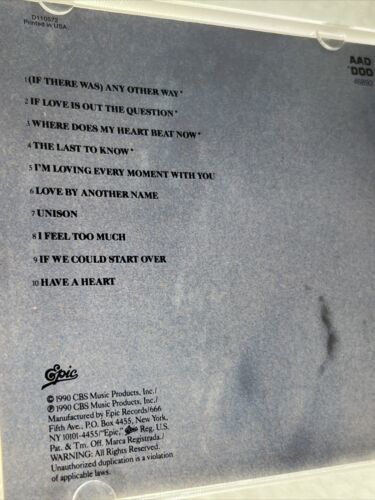 D110572
Printed in USA
AAD
*DDD
1 (IF THERE WAS) ANY OTHER WAY*
2 IF LOVE IS OUT THE QUESTION*
3 WHERE DOES MY HEART BEAT NOW*
4 THE LAST TO KNOW*
5 I'M LOVING EVERY MOMENT WITH YOU
6 LOVE BY ANOTHER NAME
7 UNISON
8 I FEEL TOO MUCH
9 IF WE COULD START OVER
10 HAVE A HEART
Epic
© 1990 CBS Music Products, Inc./
℗ 1990 CBS Music Products, Inc./
Manufactured by Epic Records/666
Fifth Ave., P.O. Box 4455, New York,
NY 10101-4455/"Epic," Epic Reg. U.S.
Pat. & Tm. Off. Marca Registrada./
WARNING: All Rights Reserved.
Unauthorized duplication is a violation
of applicable laws.